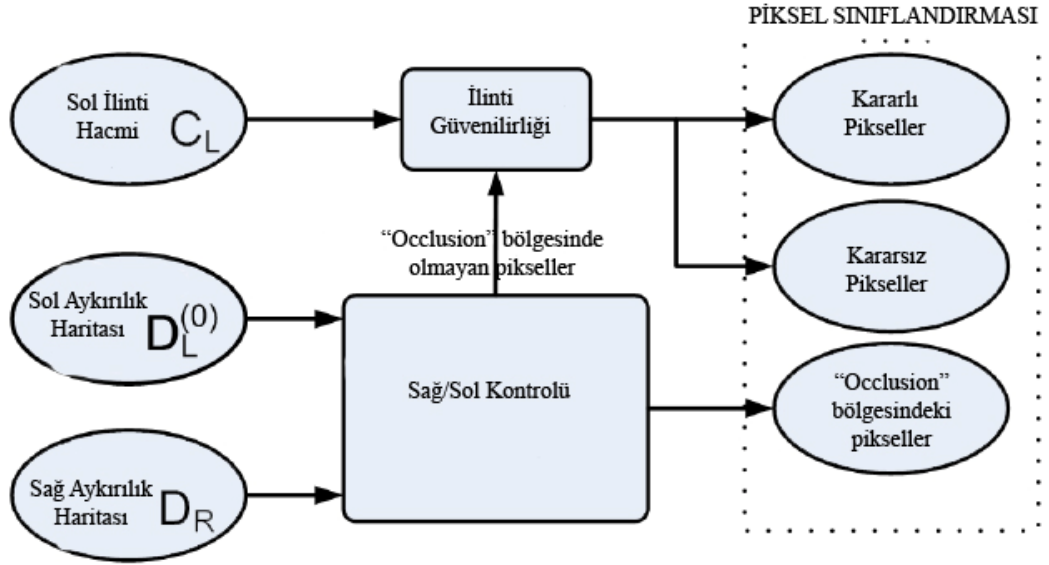 PİKSEL SINIFLANDIRMASI
Sol İlinti
Hacmi C_L
İlinti
Güvenilirliği
Kararlı
Pikseller
"Occlusion" bölgesinde
olmayan pikseller
Kararsız
Pikseller
Sol Aykırılık
Haritası D_L^(0)
Sağ/Sol Kontrolü
"Occlusion"
bölgesindeki
pikseller
Sağ Aykırılık
Haritası D_R